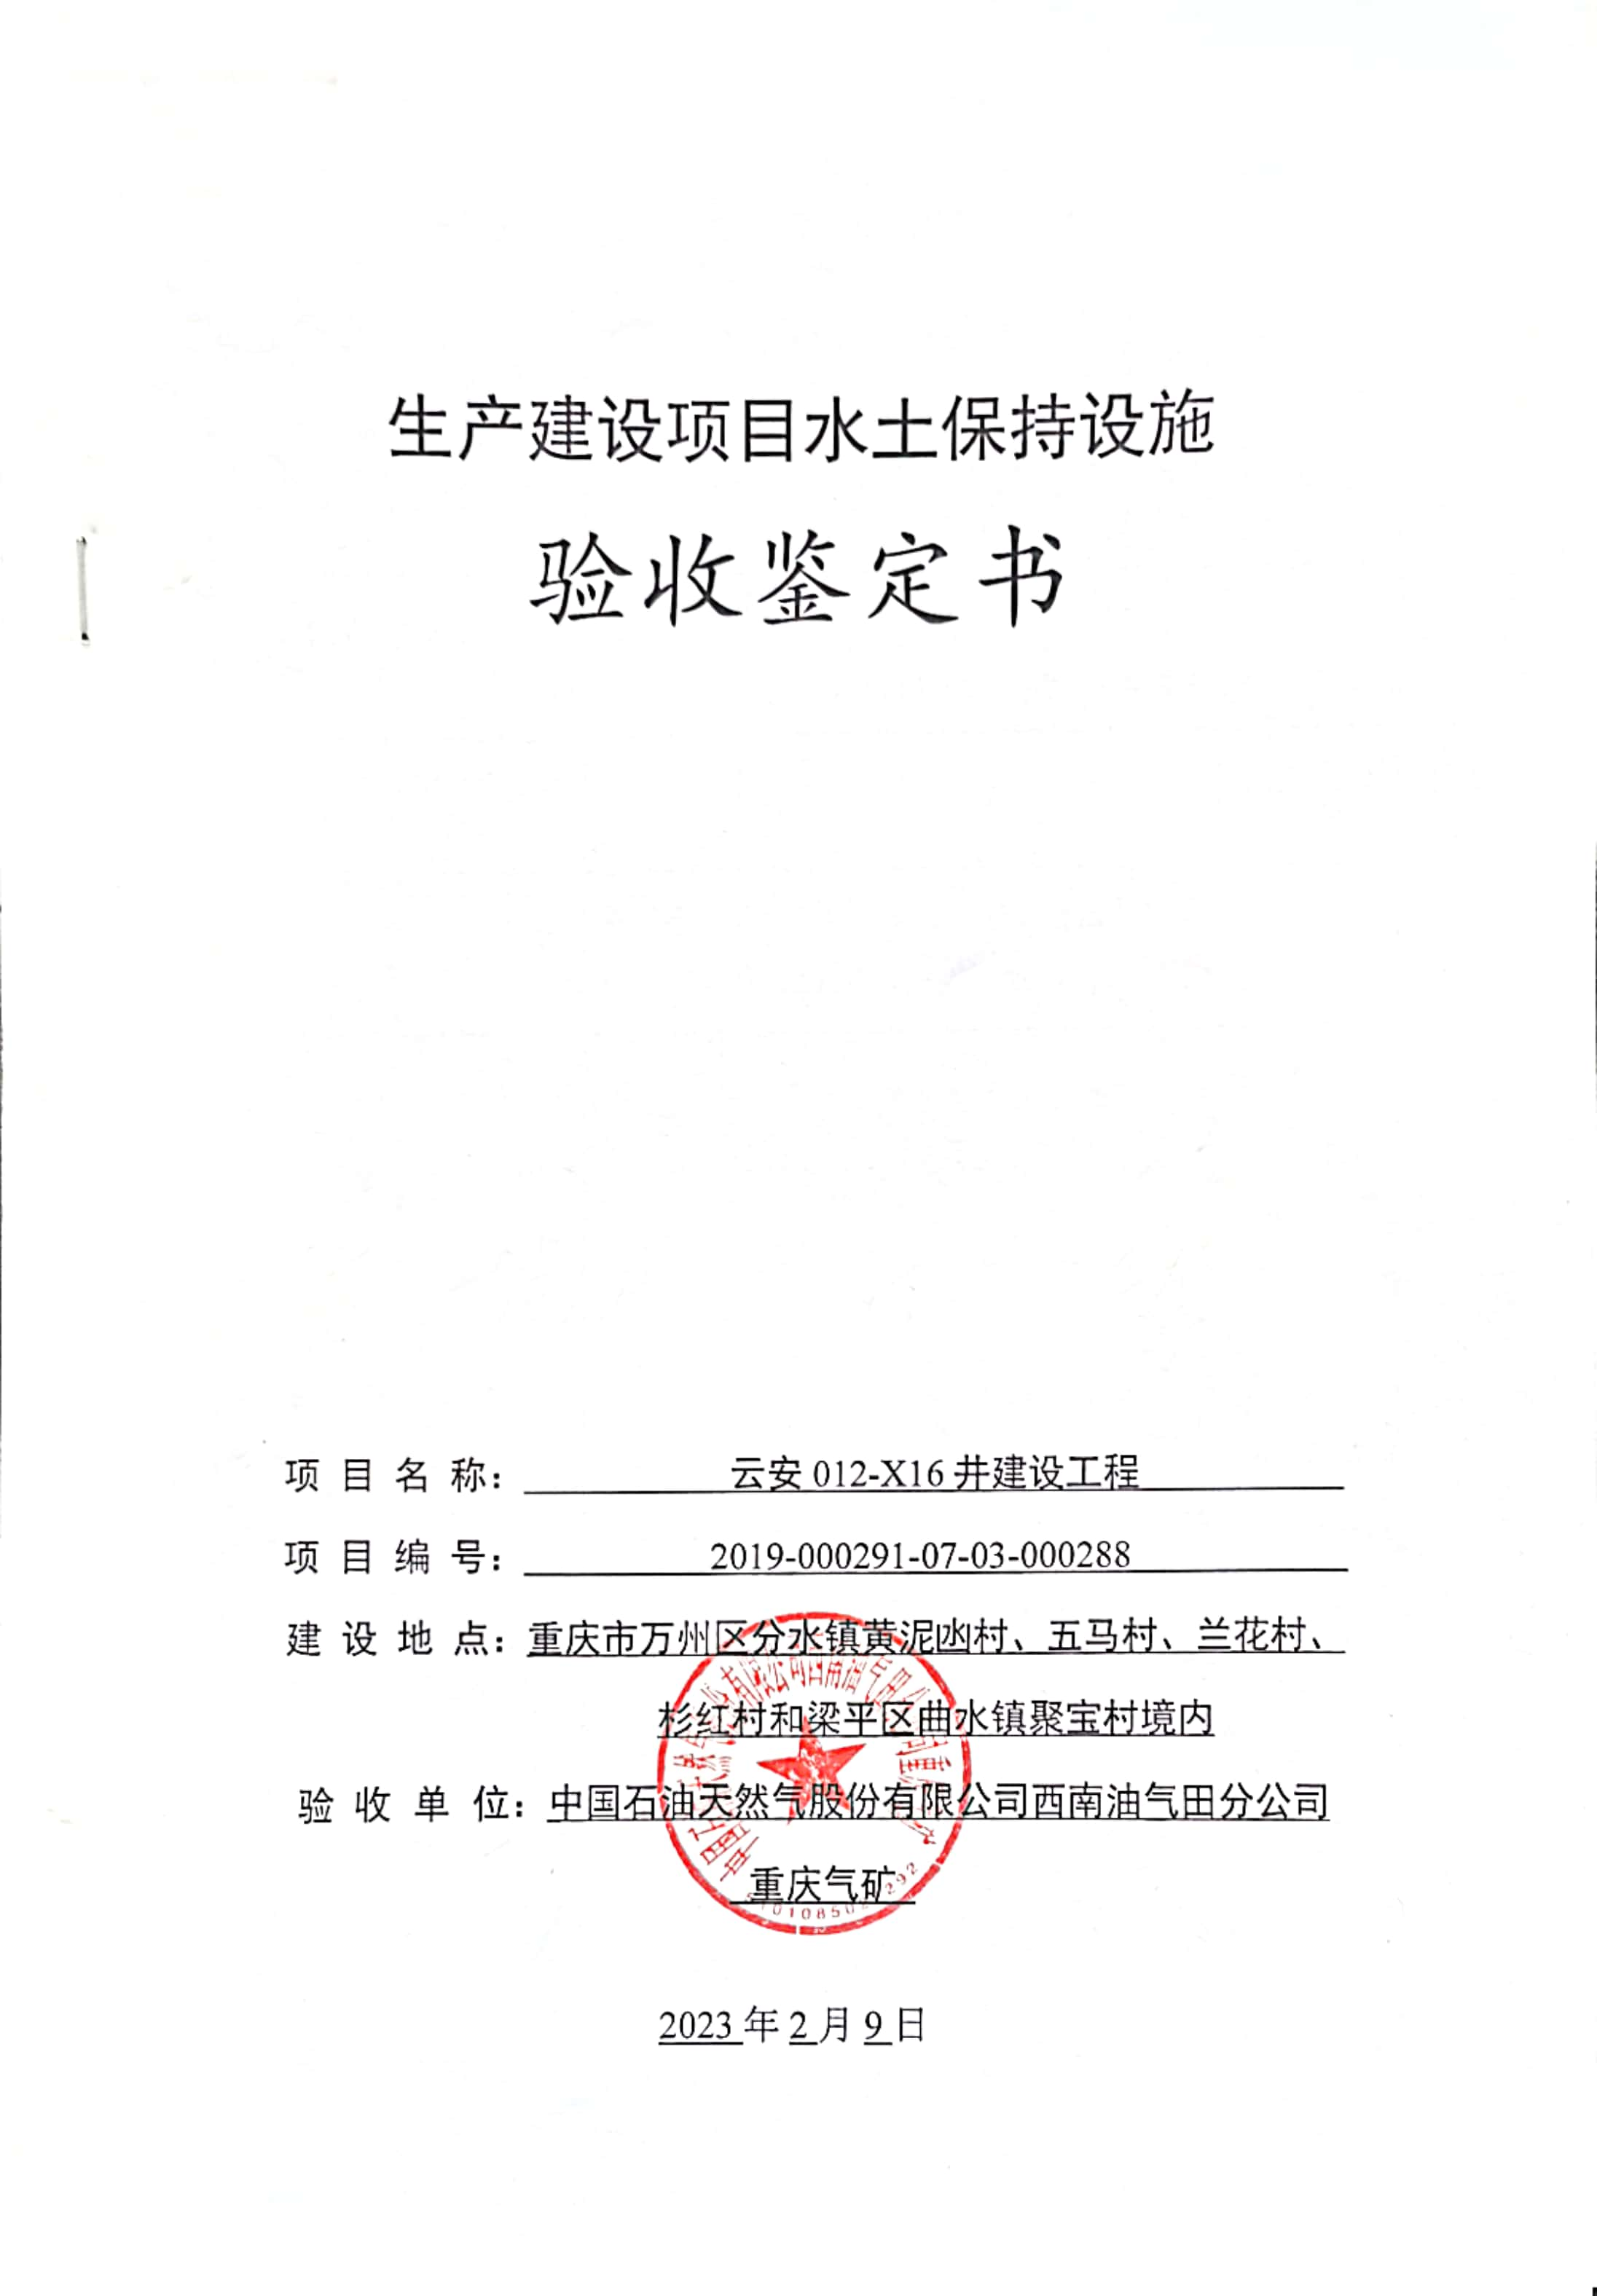 生产建设项目水土保持设施
验收鉴定书
项目名称：云安 012-X16 井建设工程
项目编号：2019-000291-07-03-000288
建设地点：重庆市万州区分水镇黄泥凼村、五马村、兰花村、
杉红村和梁平区曲水镇聚宝村境内
验收单位：中国石油天然气股份有限公司西南油气田分公司
重庆气矿
2023 年 2 月 9 日